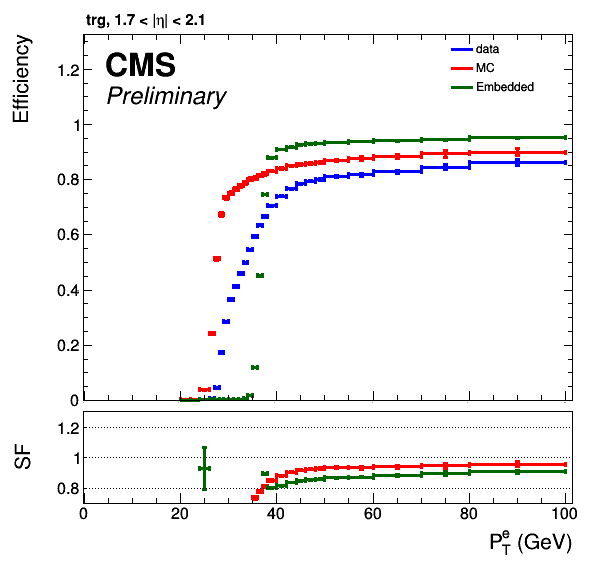 trg, 1.7 < |η| < 2.1
CMS
Preliminary
data
MC
Embedded
Efficiency
1.2
1
0.8
0.6
0.4
0.2
0
SF
1.2
1
0.8
0 20 40 60 80 100
P_T^e (GeV)